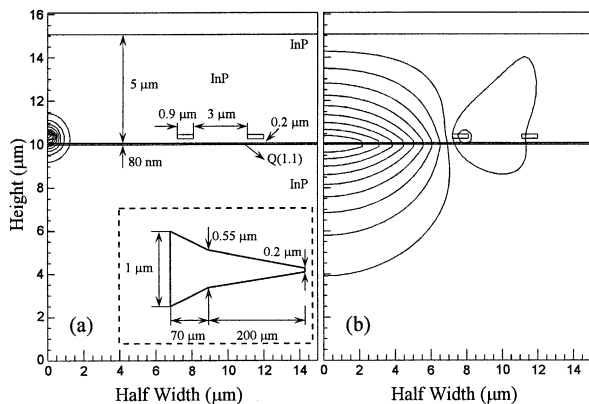 16
14
12
10
8
6
4
2
0
Height (µm)
InP
InP
5 µm
0.9 µm
3 µm
0.2 µm
80 nm
Q(1.1)
InP
0.55 µm
0.2 µm
1 µm
70 µm
200 µm
(a)
(b)
0 2 4 6 8 10 12 14
Half Width (µm)
0 2 4 6 8 10 12 14
Half Width (µm)